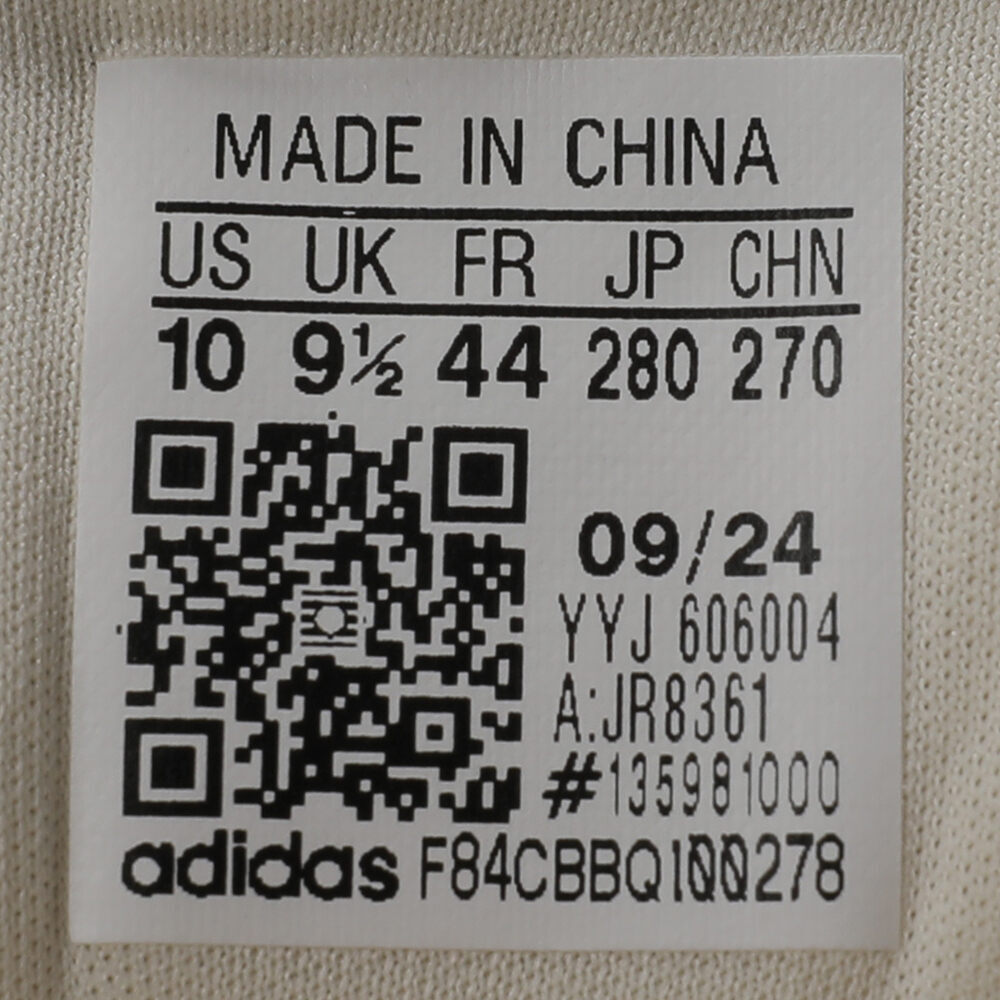 MADE IN CHINA
US UK FR JP CHN
10 9½ 44 280 270
09/24
YYJ 606004
A:JR8361
#135981000
adidas F84CBBQ100278